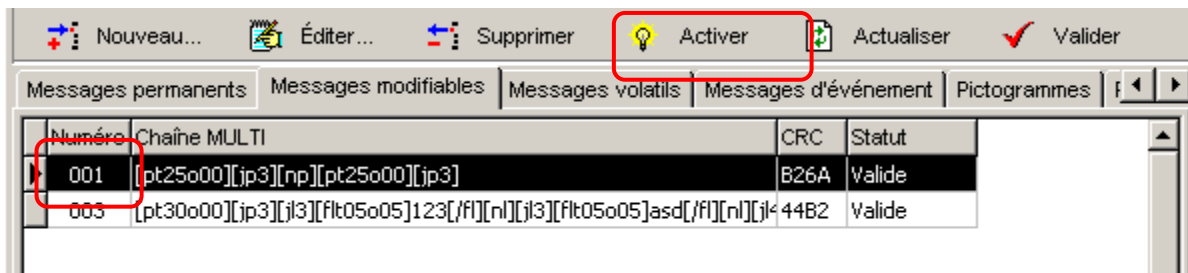 Nouveau... Éditer... Supprimer Activer Actualiser Valider
Messages permanents Messages modifiables Messages volatils Messages d'événement Pictogrammes
Numéro Chaîne MULTI CRC Statut
001 [pt25o00][jp3][np][pt25o00][jp3] B26A Valide
003 [pt30o00][jp3][jl3][flt05o05]123[/fl][nl][jl3][flt05o05]asd[/fl][nl][jl4 44B2 Valide